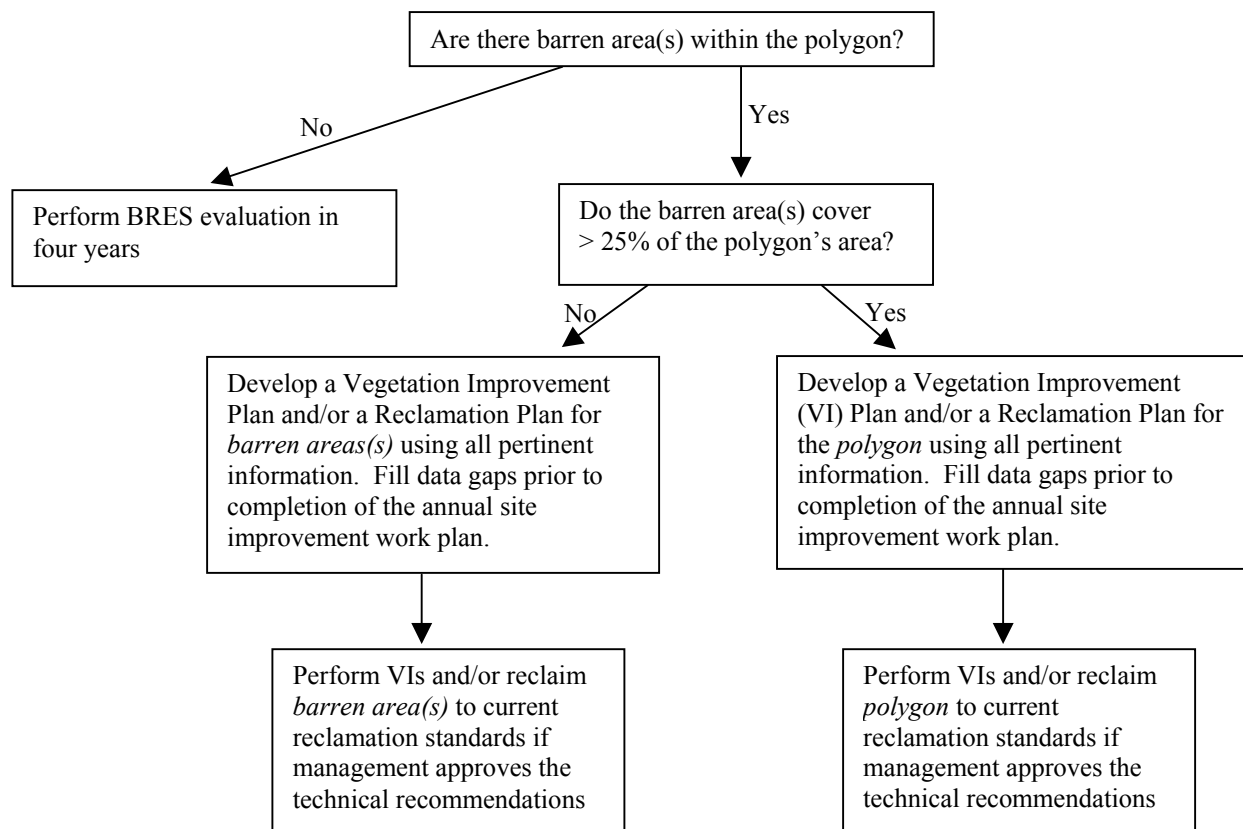 Are there barren area(s) within the polygon?
No
Yes
Perform BRES evaluation in
four years
Do the barren area(s) cover
> 25% of the polygon's area?
No
Yes
Develop a Vegetation Improvement
Plan and/or a Reclamation Plan for
barren areas(s) using all pertinent
information.  Fill data gaps prior to
completion of the annual site
improvement work plan.
Develop a Vegetation Improvement
(VI) Plan and/or a Reclamation Plan for
the polygon using all pertinent
information.  Fill data gaps prior to
completion of the annual site
improvement work plan.
Perform VIs and/or reclaim
barren area(s) to current
reclamation standards if
management approves the
technical recommendations
Perform VIs and/or reclaim
polygon to current
reclamation standards if
management approves the
technical recommendations